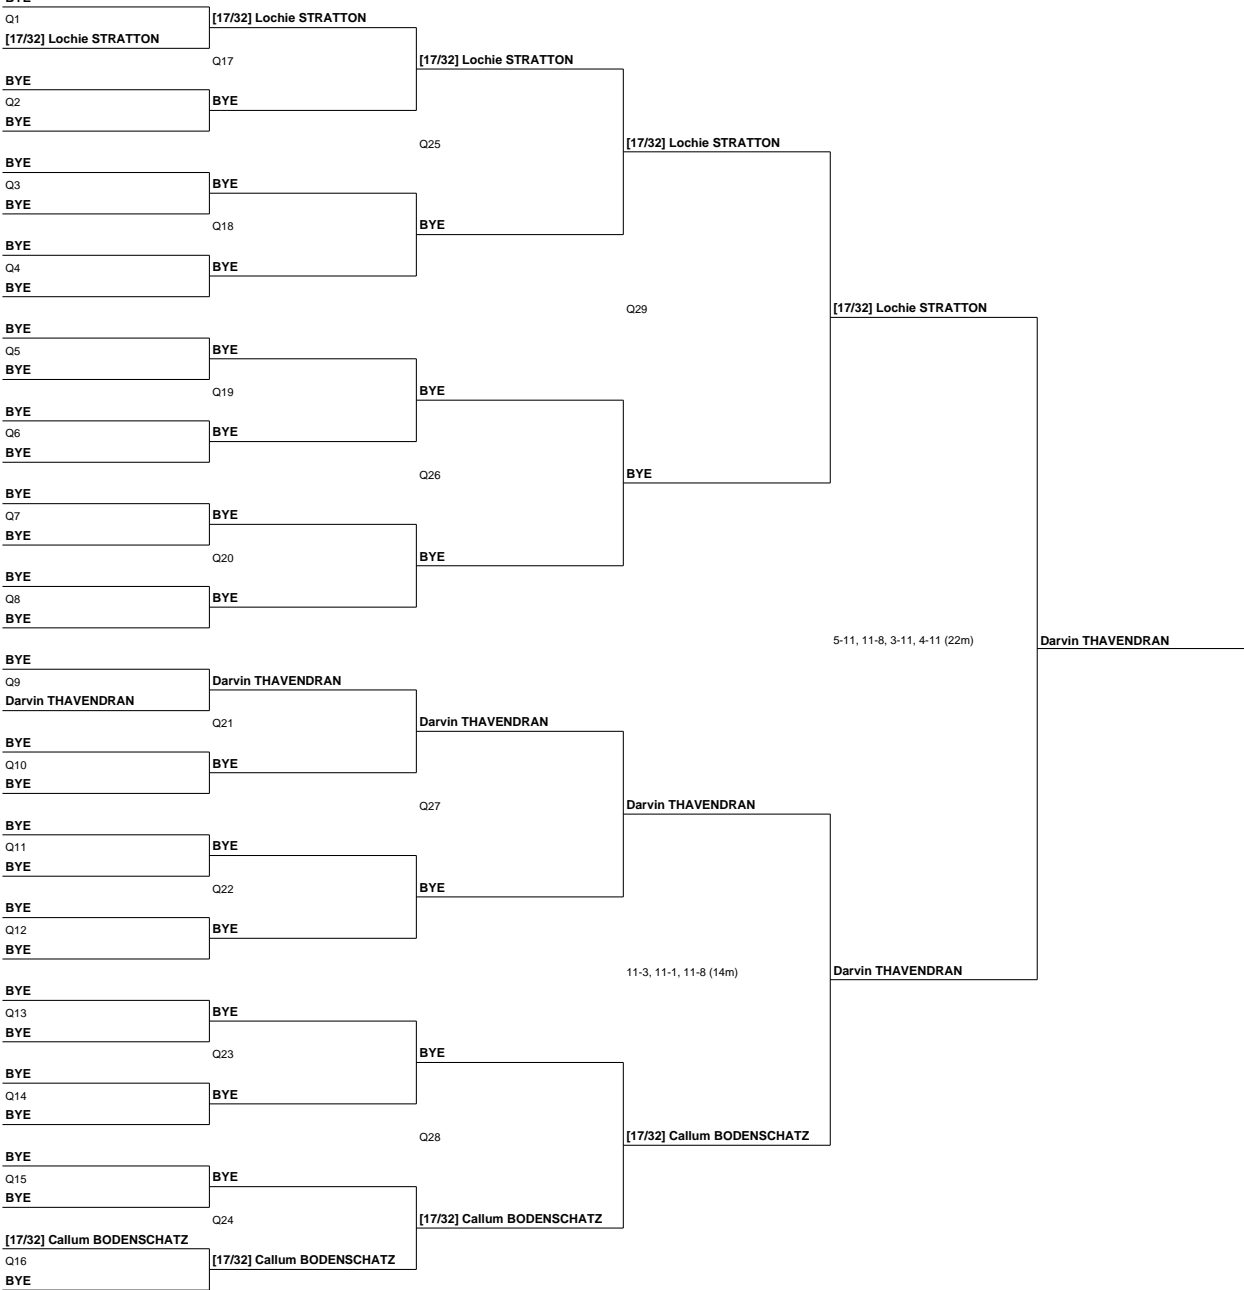 BYE
Q1
[17/32] Lochie STRATTON
[17/32] Lochie STRATTON
Q17
[17/32] Lochie STRATTON
BYE
Q2
BYE
BYE
Q25
[17/32] Lochie STRATTON
BYE
Q3
BYE
BYE
Q18
BYE
BYE
Q4
BYE
BYE
Q29
[17/32] Lochie STRATTON
BYE
Q5
BYE
BYE
Q19
BYE
BYE
Q6
BYE
BYE
Q26
BYE
BYE
Q7
BYE
BYE
Q20
BYE
BYE
Q8
BYE
BYE
5-11, 11-8, 3-11, 4-11 (22m)
Darvin THAVENDRAN
BYE
Q9
Darvin THAVENDRAN
Darvin THAVENDRAN
Q21
Darvin THAVENDRAN
BYE
Q10
BYE
BYE
Q27
Darvin THAVENDRAN
BYE
Q11
BYE
BYE
Q22
BYE
BYE
Q12
BYE
BYE
11-3, 11-1, 11-8 (14m)
Darvin THAVENDRAN
BYE
Q13
BYE
BYE
Q23
BYE
BYE
Q14
BYE
BYE
Q28
[17/32] Callum BODENSCHATZ
BYE
Q15
BYE
BYE
Q24
[17/32] Callum BODENSCHATZ
[17/32] Callum BODENSCHATZ
Q16
BYE
[17/32] Callum BODENSCHATZ